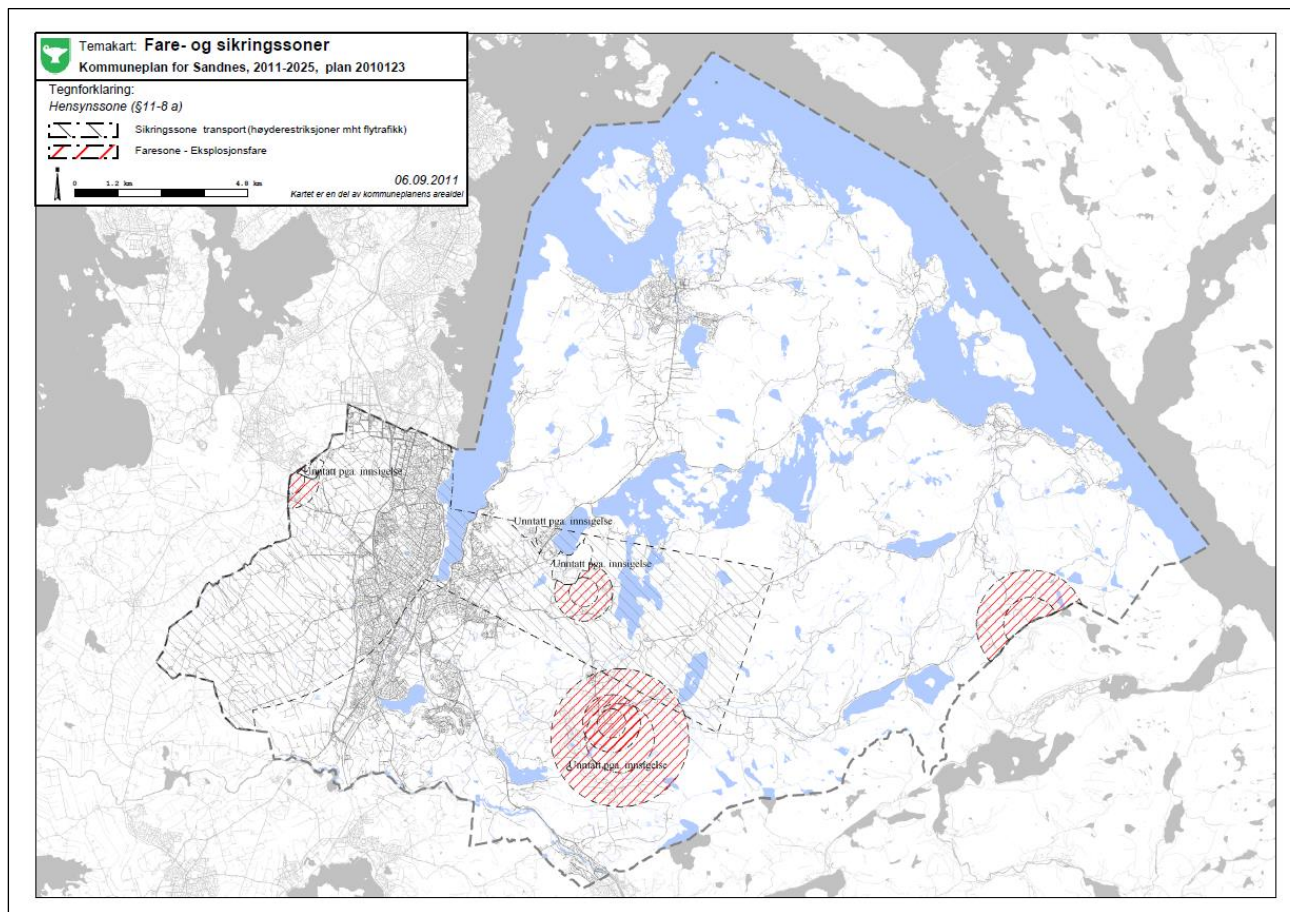 Temakart: Fare- og sikringssoner
Kommuneplan for Sandnes, 2011-2025, plan 2010123
Tegnforklaring:
Hensynssone (§11-8 a)
Sikringssone transport (høyderestriksjoner mht flytrafikk)
Faresone - Eksplosjonsfare
0 1.2 km 4.8 km
06.09.2011
Kartet er en del av kommuneplanens arealdel
Unntatt pga. innsigelse
Unntatt pga. innsigelse
Unntatt pga. innsigelse
Unntatt pga. innsigelse